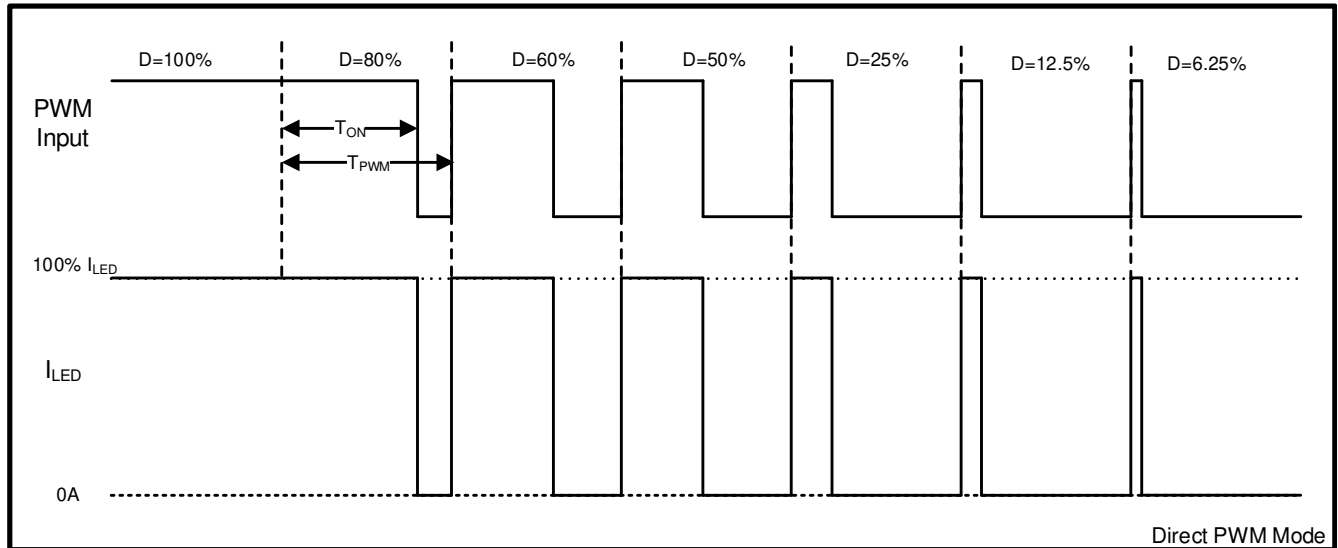 D=100% D=80% D=60% D=50% D=25% D=12.5% D=6.25%
PWM
Input
TON
TPWM
100% ILED
ILED
0A
Direct PWM Mode